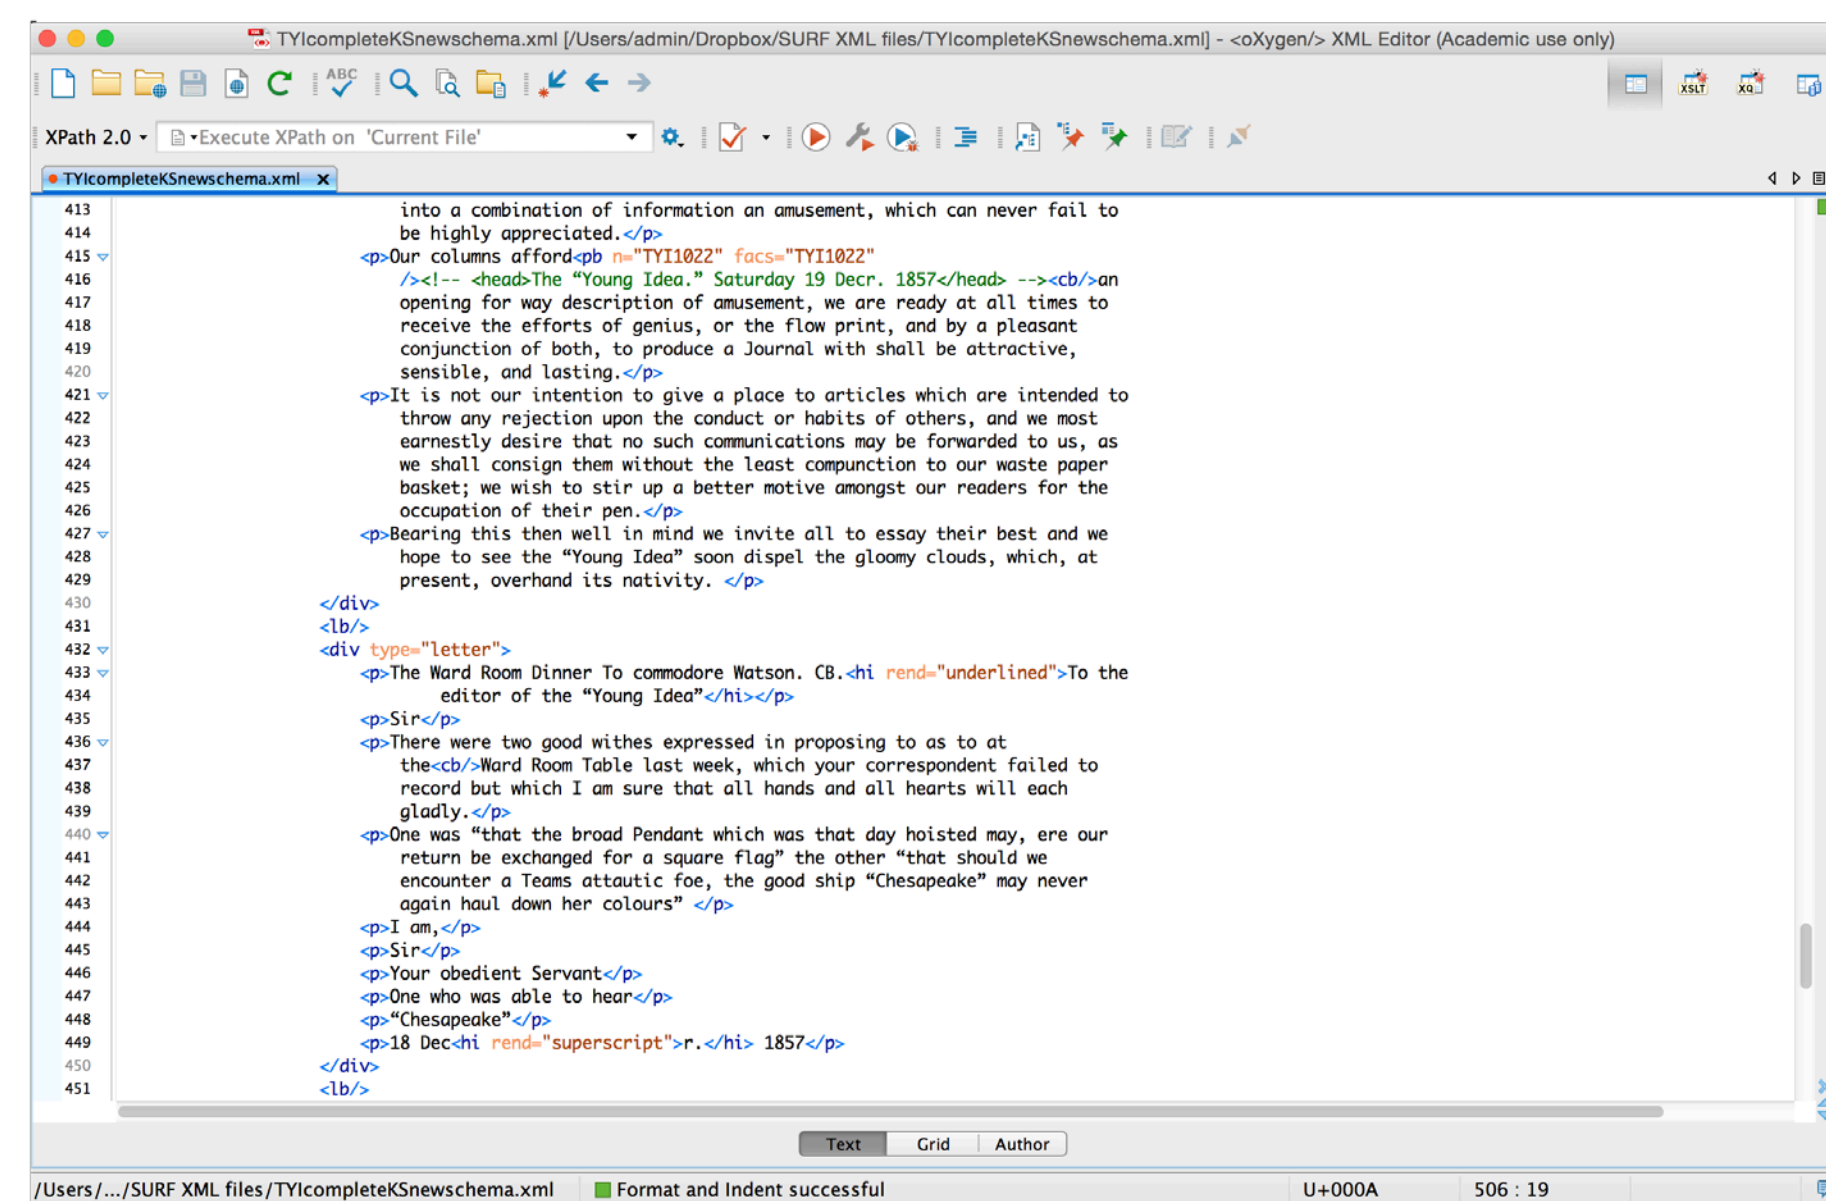 TYIcompleteKSnewschema.xml [/Users/admin/Dropbox/SURF XML files/TYIcompleteKSnewschema.xml] - <oXygen/> XML Editor (Academic use only)
ABC
XSLT
XQ
XPath 2.0
Execute XPath on 'Current File'
TYIcompleteKSnewschema.xml x
413 into a combination of information an amusement, which can never fail to
414 be highly appreciated.</p>
415 <p>Our columns afford<pb n="TYI1022" facs="TYI1022"
416 /><!-- <head>The “Young Idea.” Saturday 19 Decr. 1857</head> --><cb/>an
417 opening for way description of amusement, we are ready at all times to
418 receive the efforts of genius, or the flow print, and by a pleasant
419 conjunction of both, to produce a Journal with shall be attractive,
420 sensible, and lasting.</p>
421 <p>It is not our intention to give a place to articles which are intended to
422 throw any rejection upon the conduct or habits of others, and we most
423 earnestly desire that no such communications may be forwarded to us, as
424 we shall consign them without the least compunction to our waste paper
425 basket; we wish to stir up a better motive amongst our readers for the
426 occupation of their pen.</p>
427 <p>Bearing this then well in mind we invite all to essay their best and we
428 hope to see the “Young Idea” soon dispel the gloomy clouds, which, at
429 present, overhand its nativity. </p>
430 </div>
431 <lb/>
432 <div type="letter">
433 <p>The Ward Room Dinner To commodore Watson. CB.<hi rend="underlined">To the
434 editor of the “Young Idea”</hi></p>
435 <p>Sir</p>
436 <p>There were two good withes expressed in proposing to as to at
437 the<cb/>Ward Room Table last week, which your correspondent failed to
438 record but which I am sure that all hands and all hearts will each
439 gladly.</p>
440 <p>One was “that the broad Pendant which was that day hoisted may, ere our
441 return be exchanged for a square flag” the other “that should we
442 encounter a Teams attautic foe, the good ship “Chesapeake” may never
443 again haul down her colours” </p>
444 <p>I am,</p>
445 <p>Sir</p>
446 <p>Your obedient Servant</p>
447 <p>One who was able to hear</p>
448 <p>“Chesapeake”</p>
449 <p>18 Dec<hi rend="superscript">r.</hi> 1857</p>
450 </div>
451 <lb/>
Text Grid Author
/Users/.../SURF XML files/TYIcompleteKSnewschema.xml Format and Indent successful U+000A 506 : 19